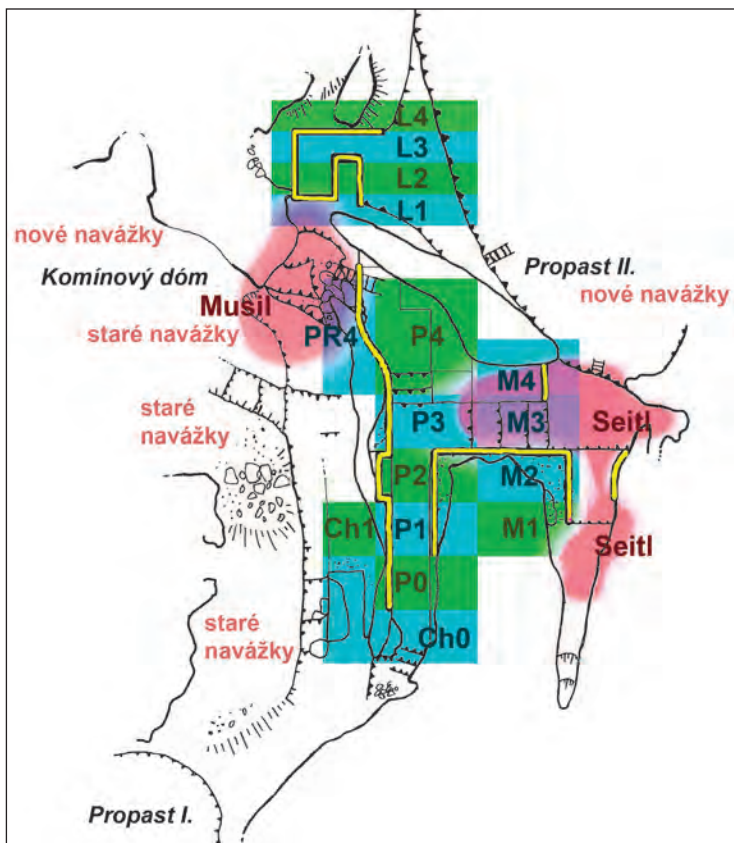 L4
L3
L2
L1
nové navážky
Komínový dóm
Propast II.
nové navážky
Musil
staré navážky
PR4
P4
M4
staré
navážky
P3
M3
Seitl
P2
M2
Ch1
P1
M1
Seitl
P0
staré
navážky
Ch0
Propast I.